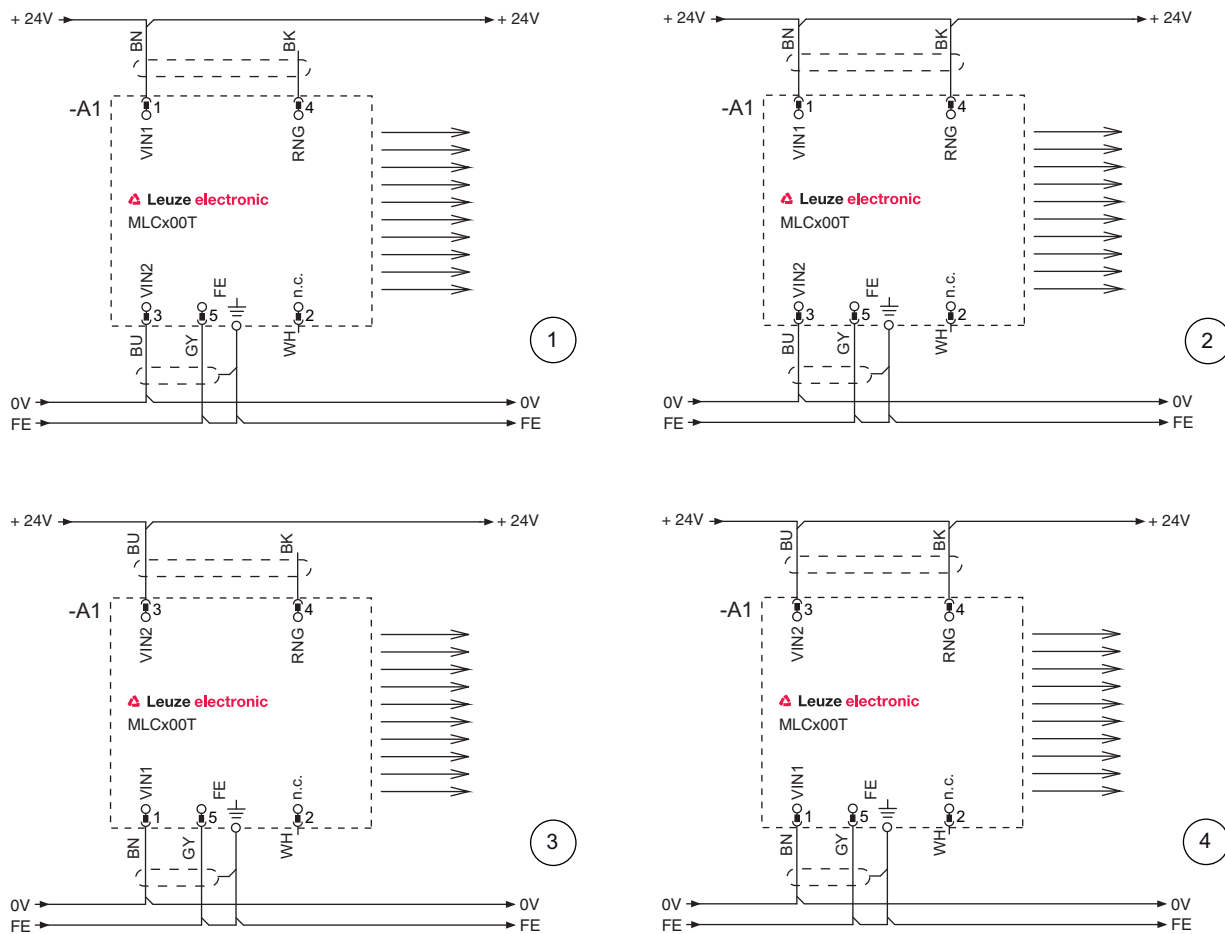 + 24V
+ 24V
BN
BK
-A1
1
4
VIN1
RNG
Leuze electronic
MLCx00T
VIN2
FE
n.c.
3
5
2
BU
GY
WH
1
0V
0V
FE
FE
+ 24V
+ 24V
BN
BK
-A1
1
4
VIN1
RNG
Leuze electronic
MLCx00T
VIN2
FE
n.c.
3
5
2
BU
GY
WH
2
0V
0V
FE
FE
+ 24V
+ 24V
BU
BK
-A1
3
4
VIN2
RNG
Leuze electronic
MLCx00T
VIN1
FE
n.c.
1
5
2
BN
GY
WH
3
0V
0V
FE
FE
+ 24V
+ 24V
BU
BK
-A1
3
4
VIN2
RNG
Leuze electronic
MLCx00T
VIN1
FE
n.c.
1
5
2
BN
GY
WH
4
0V
0V
FE
FE